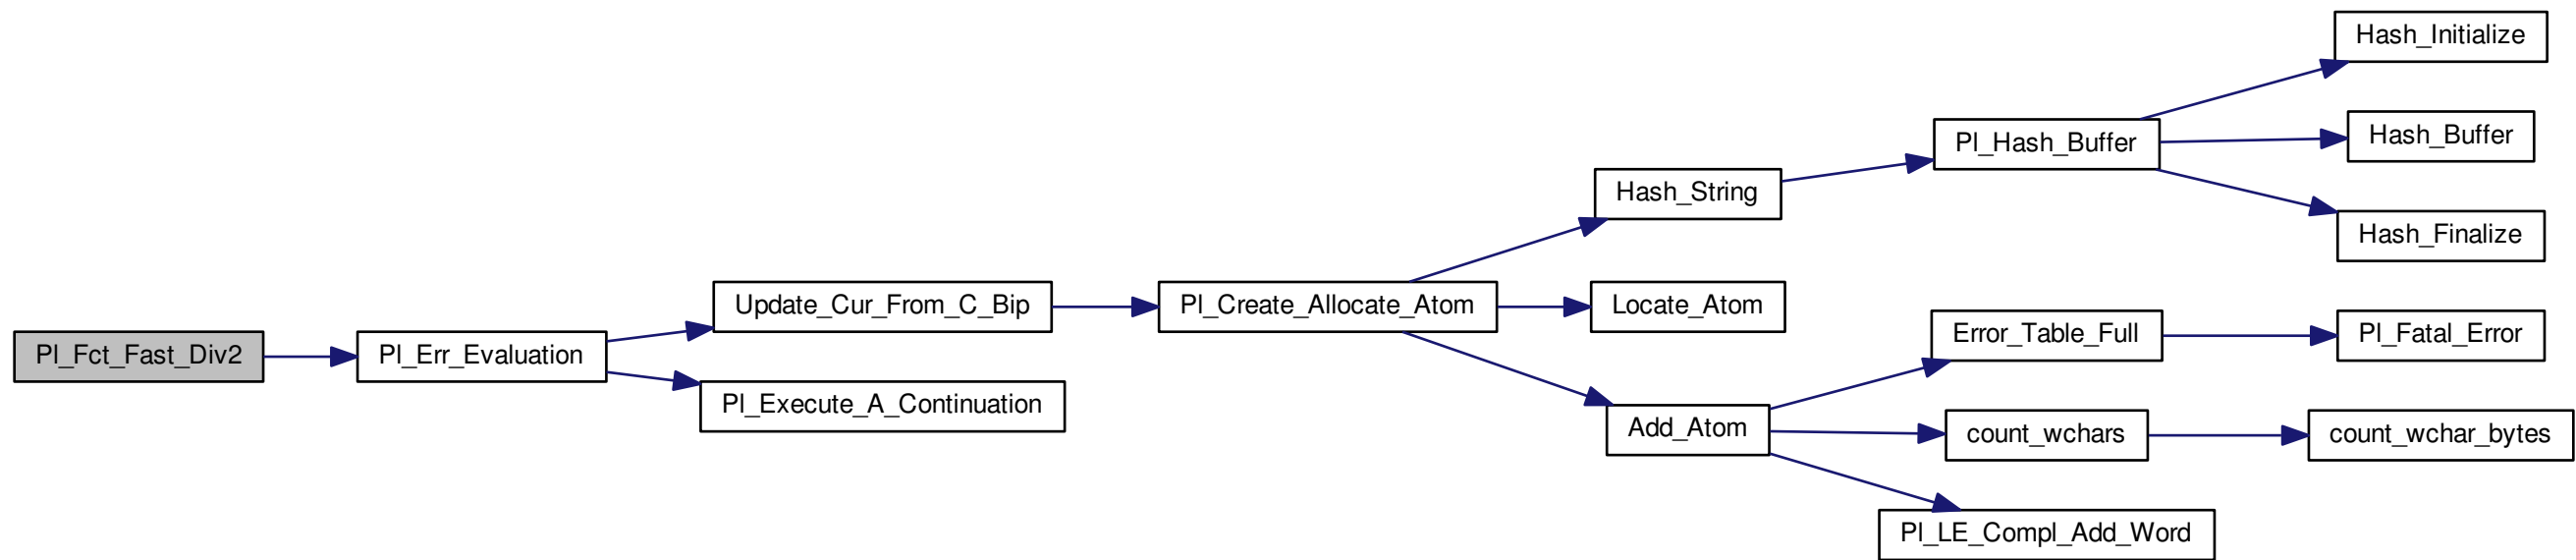 Pl_Fct_Fast_Div2
Pl_Err_Evaluation
Update_Cur_From_C_Bip
Pl_Execute_A_Continuation
Pl_Create_Allocate_Atom
Hash_String
Locate_Atom
Add_Atom
Pl_Hash_Buffer
Error_Table_Full
count_wchars
Pl_LE_Compl_Add_Word
Hash_Initialize
Hash_Buffer
Hash_Finalize
Pl_Fatal_Error
count_wchar_bytes